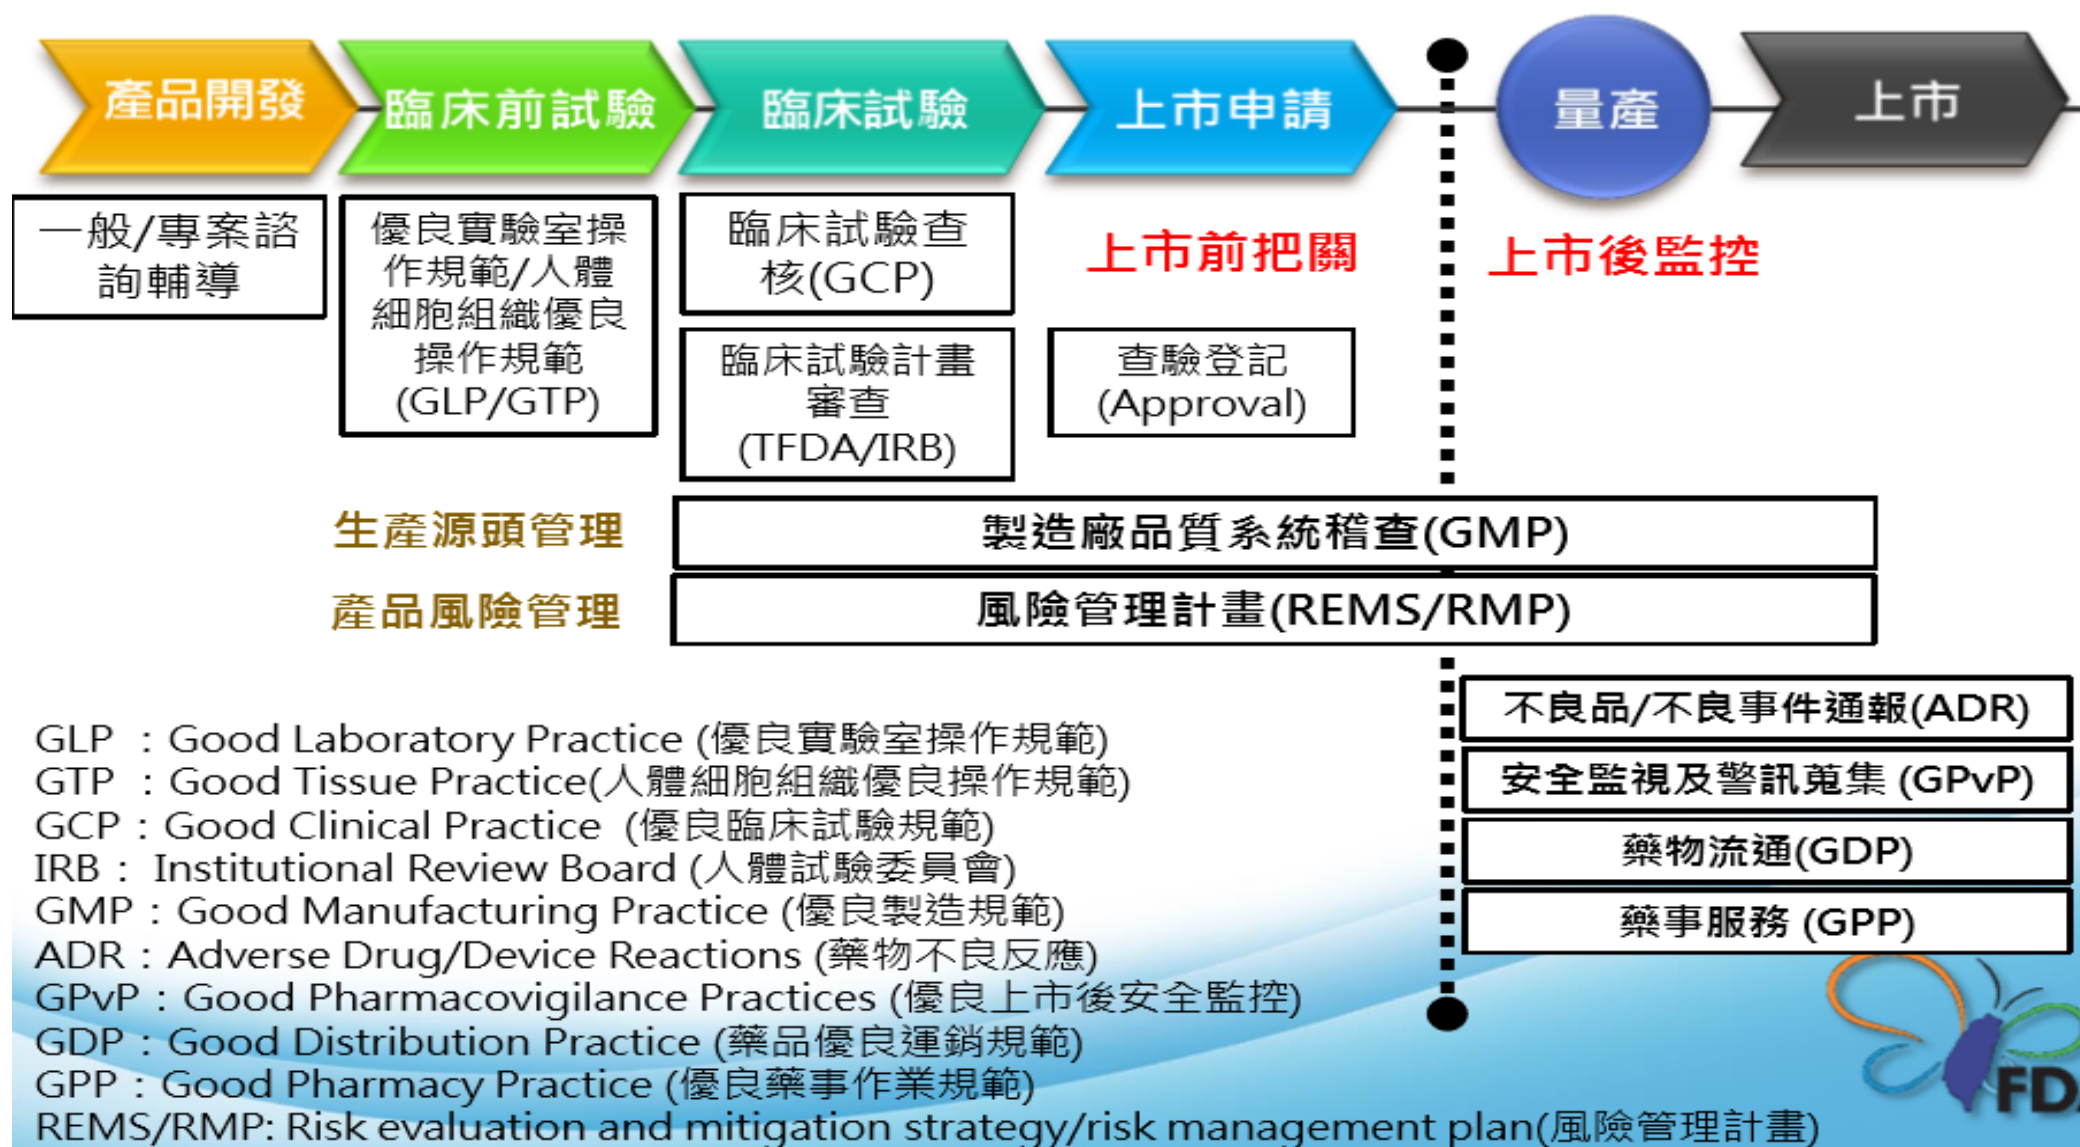 產品開發
臨床前試驗
臨床試驗
上市申請
量產
上市
一般/專案諮
詢輔導
優良實驗室操
作規範/人體
細胞組織優良
操作規範
(GLP/GTP)
臨床試驗查
核(GCP)
臨床試驗計畫
審查
(TFDA/IRB)
上市前把關
查驗登記
(Approval)
上市後監控
生產源頭管理
製造廠品質系統稽查(GMP)
產品風險管理
風險管理計畫(REMS/RMP)
不良品/不良事件通報(ADR)
安全監視及警訊蒐集 (GPvP)
藥物流通(GDP)
藥事服務 (GPP)
GLP ：Good Laboratory Practice (優良實驗室操作規範)
GTP ：Good Tissue Practice(人體細胞組織優良操作規範)
GCP：Good Clinical Practice (優良臨床試驗規範)
IRB： Institutional Review Board (人體試驗委員會)
GMP：Good Manufacturing Practice (優良製造規範)
ADR：Adverse Drug/Device Reactions (藥物不良反應)
GPvP：Good Pharmacovigilance Practices (優良上市後安全監控)
GDP：Good Distribution Practice (藥品優良運銷規範)
GPP：Good Pharmacy Practice (優良藥事作業規範)
REMS/RMP: Risk evaluation and mitigation strategy/risk management plan(風險管理計畫)
FDA